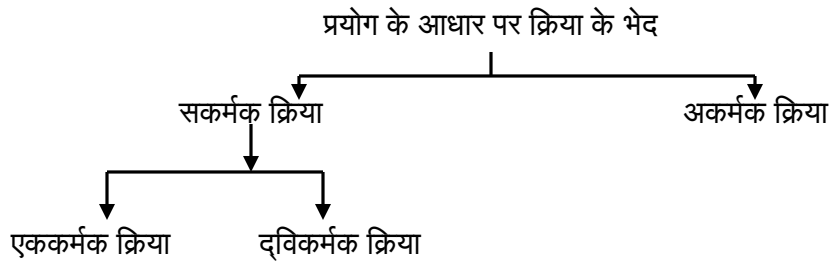 प्रयोग के आधार पर क्रिया के भेद
सकर्मक क्रिया अकर्मक क्रिया
एककर्मक क्रिया द्‌विकर्मक क्रिया